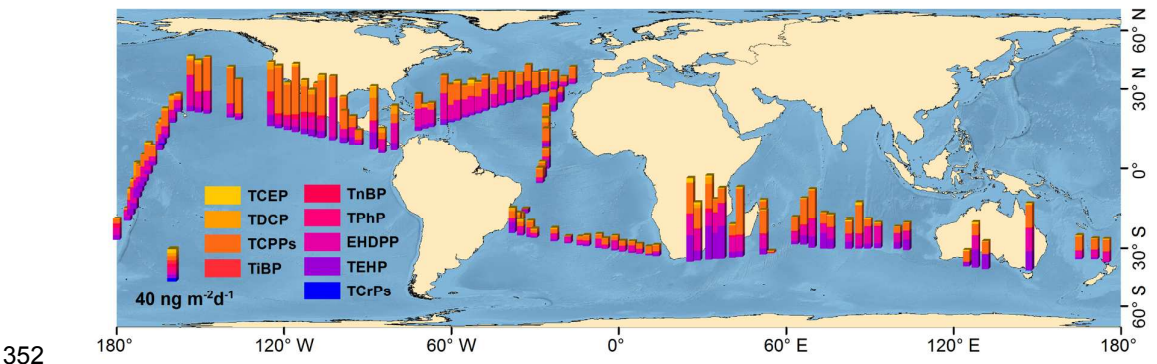 60° N
30° N
0°
30° S
60° S
TCEP TnBP
TDCP TPhP
TCPPs EHDPP
TiBP TEHP
TCrPs
40 ng m⁻²d⁻¹
180° 120° W 60° W 0° 60° E 120° E 180°
352